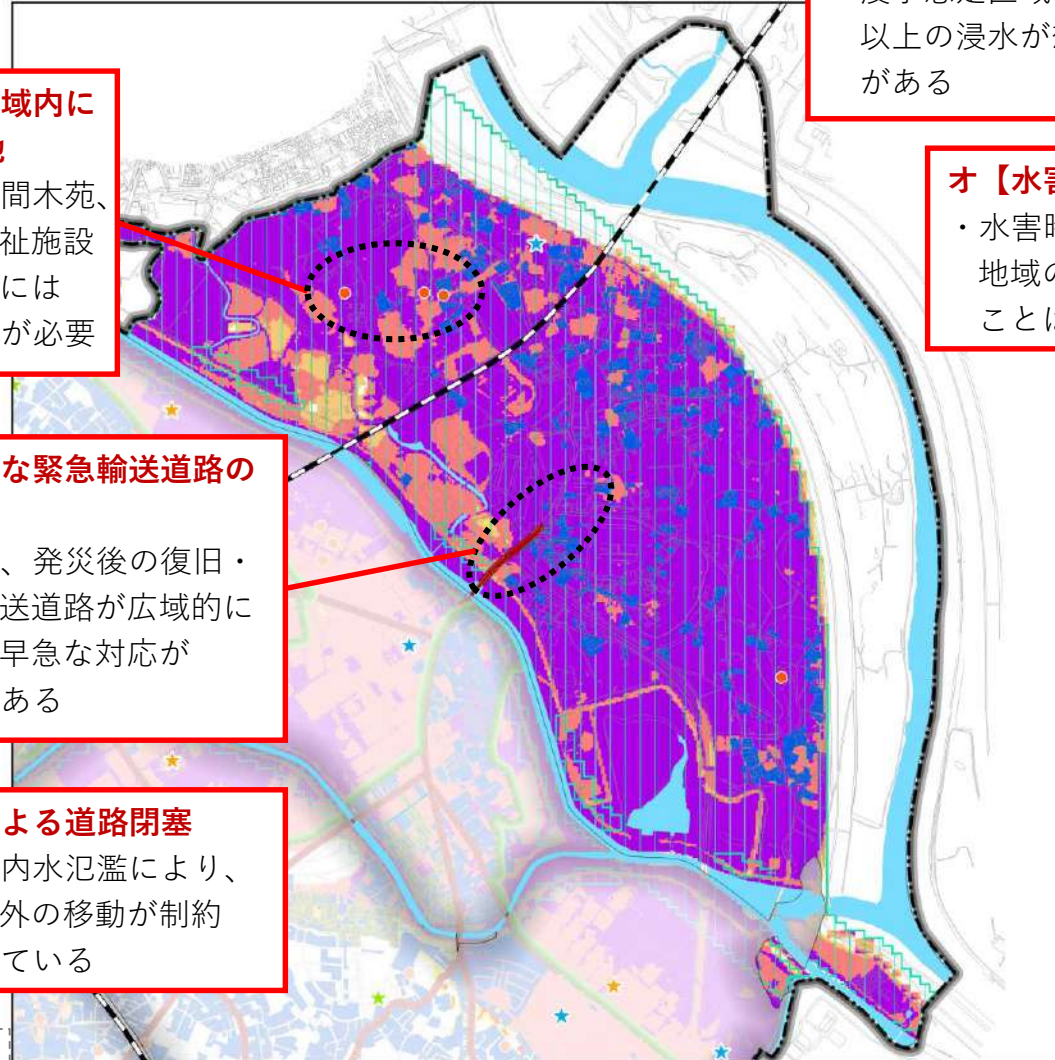 以上の浸水が
がある
オ【水害
・水害時
地域の
ことは
域内に
間木苑、
祉施設
には
が必要
な緊急輸送道路の
、発災後の復旧・
送道路が広域的に
早急な対応が
ある
よる道路閉塞
内水氾濫により、
外の移動が制約
ている